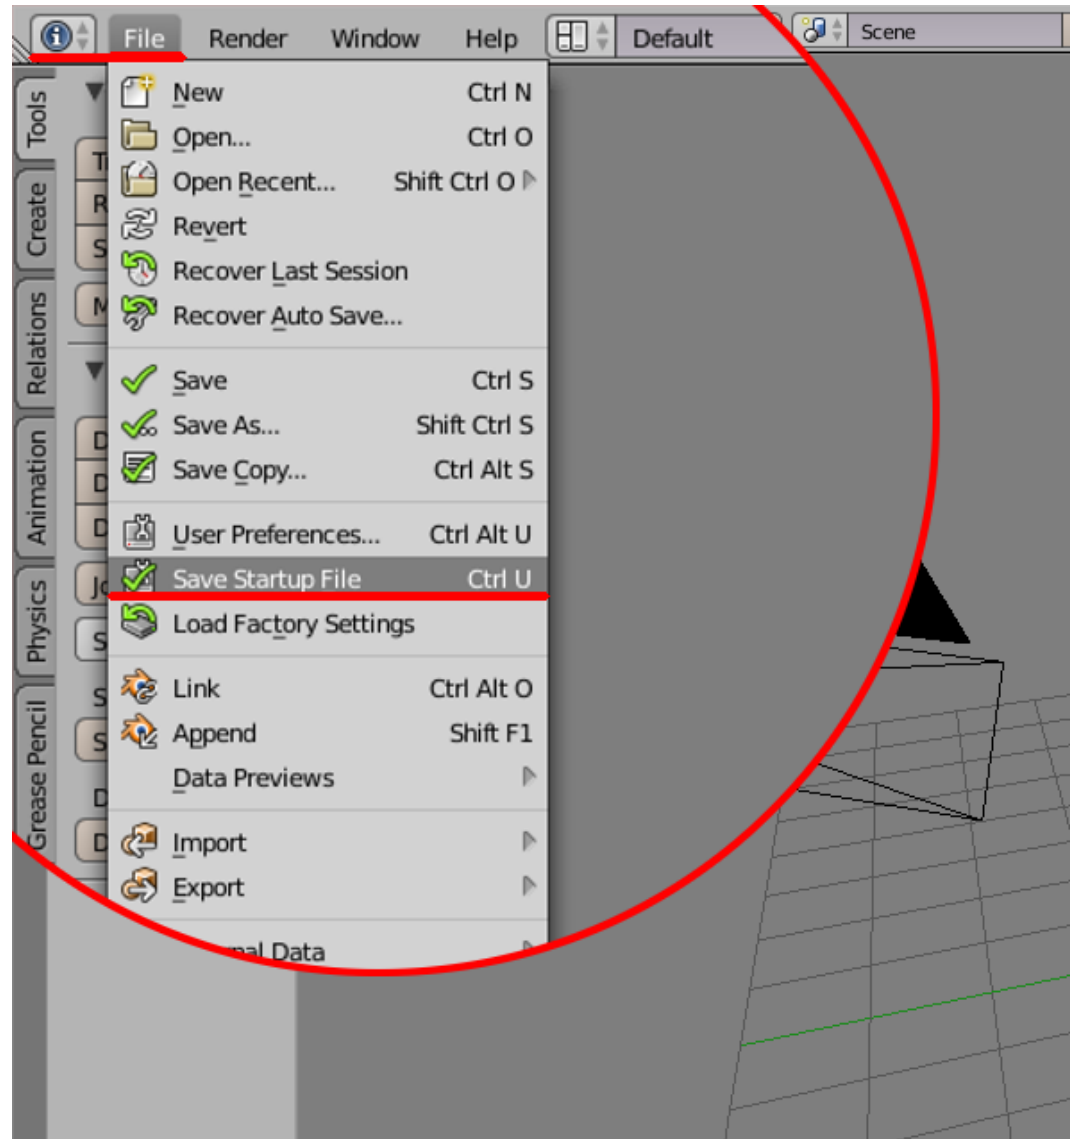 File Render Window Help Default Scene
Tools
Create
Relations
Animation
Physics
Grease Pencil
New Ctrl N
Open... Ctrl O
Open Recent... Shift Ctrl O
Revert
Recover Last Session
Recover Auto Save...
Save Ctrl S
Save As... Shift Ctrl S
Save Copy... Ctrl Alt S
User Preferences... Ctrl Alt U
Save Startup File Ctrl U
Load Factory Settings
Link Ctrl Alt O
Append Shift F1
Data Previews
Import
Export
Data